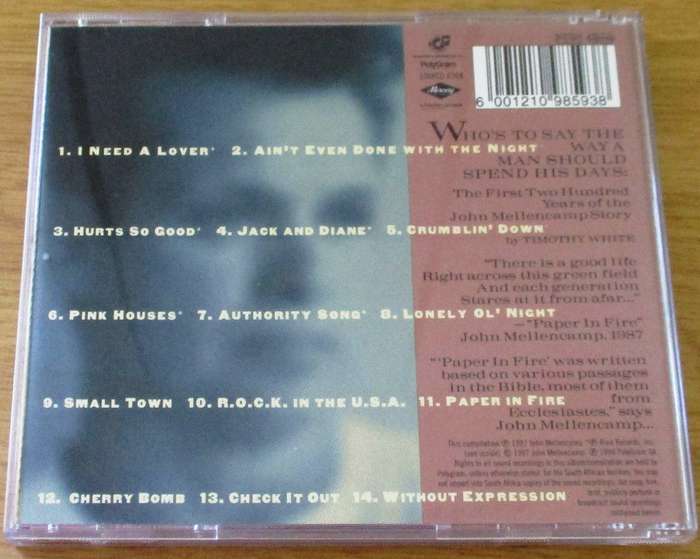 PolyGram
Mercury
6 001210 985938
1. I Need A Lover* 2. Ain't Even Done with the Night
3. Hurts So Good* 4. Jack and Diane* 5. Crumblin' Down
6. Pink Houses* 7. Authority Song* 8. Lonely Ol' Night
9. Small Town 10. R.O.C.K. in the U.S.A. 11. Paper in Fire
12. Cherry Bomb 13. Check It Out 14. Without Expression
Who's to say the
way a
man should
spend his days:
The First Two Hundred
Years of the
John Mellencamp Story
by Timothy White
"There is a good life
Right across this green field
And each generation
Stares at it from afar..."
—"Paper In Fire"
John Mellencamp, 1987
"'Paper In Fire' was written
based on various passages
in the Bible, most of them
from
Ecclesiastes," says
John Mellencamp...
This compilation ℗ 1997 John Mellencamp.